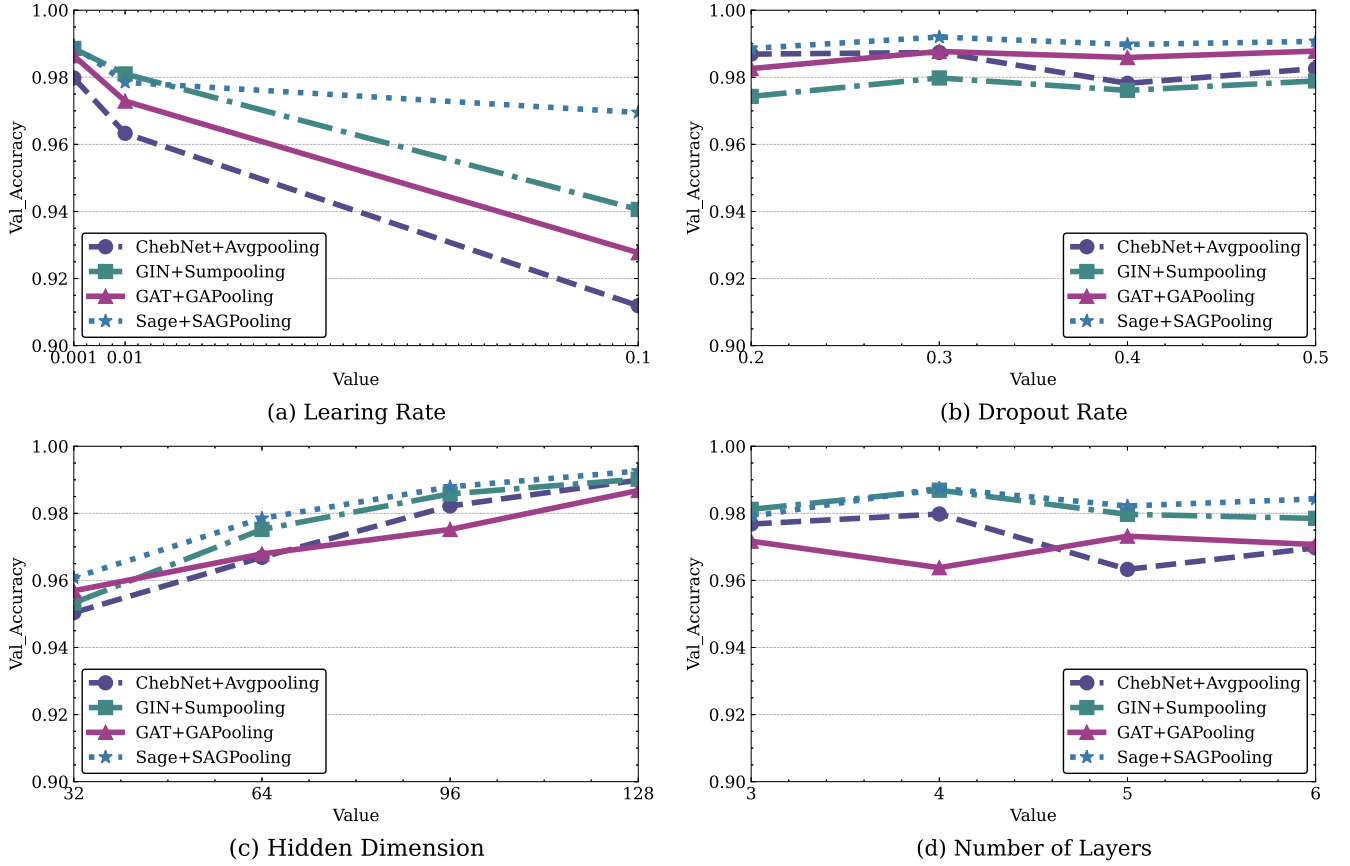 1.00
0.98
0.96
0.94
0.92
0.90
Val_Accuracy
0.001 0.01 0.1
Value
ChebNet+Avgpooling
GIN+Sumpooling
GAT+GAPooling
Sage+SAGPooling
(a) Learing Rate
1.00
0.98
0.96
0.94
0.92
0.90
Val_Accuracy
0.2 0.3 0.4 0.5
Value
ChebNet+Avgpooling
GIN+Sumpooling
GAT+GAPooling
Sage+SAGPooling
(b) Dropout Rate
1.00
0.98
0.96
0.94
0.92
0.90
Val_Accuracy
32 64 96 128
Value
ChebNet+Avgpooling
GIN+Sumpooling
GAT+GAPooling
Sage+SAGPooling
(c) Hidden Dimension
1.00
0.98
0.96
0.94
0.92
0.90
Val_Accuracy
3 4 5 6
Value
ChebNet+Avgpooling
GIN+Sumpooling
GAT+GAPooling
Sage+SAGPooling
(d) Number of Layers